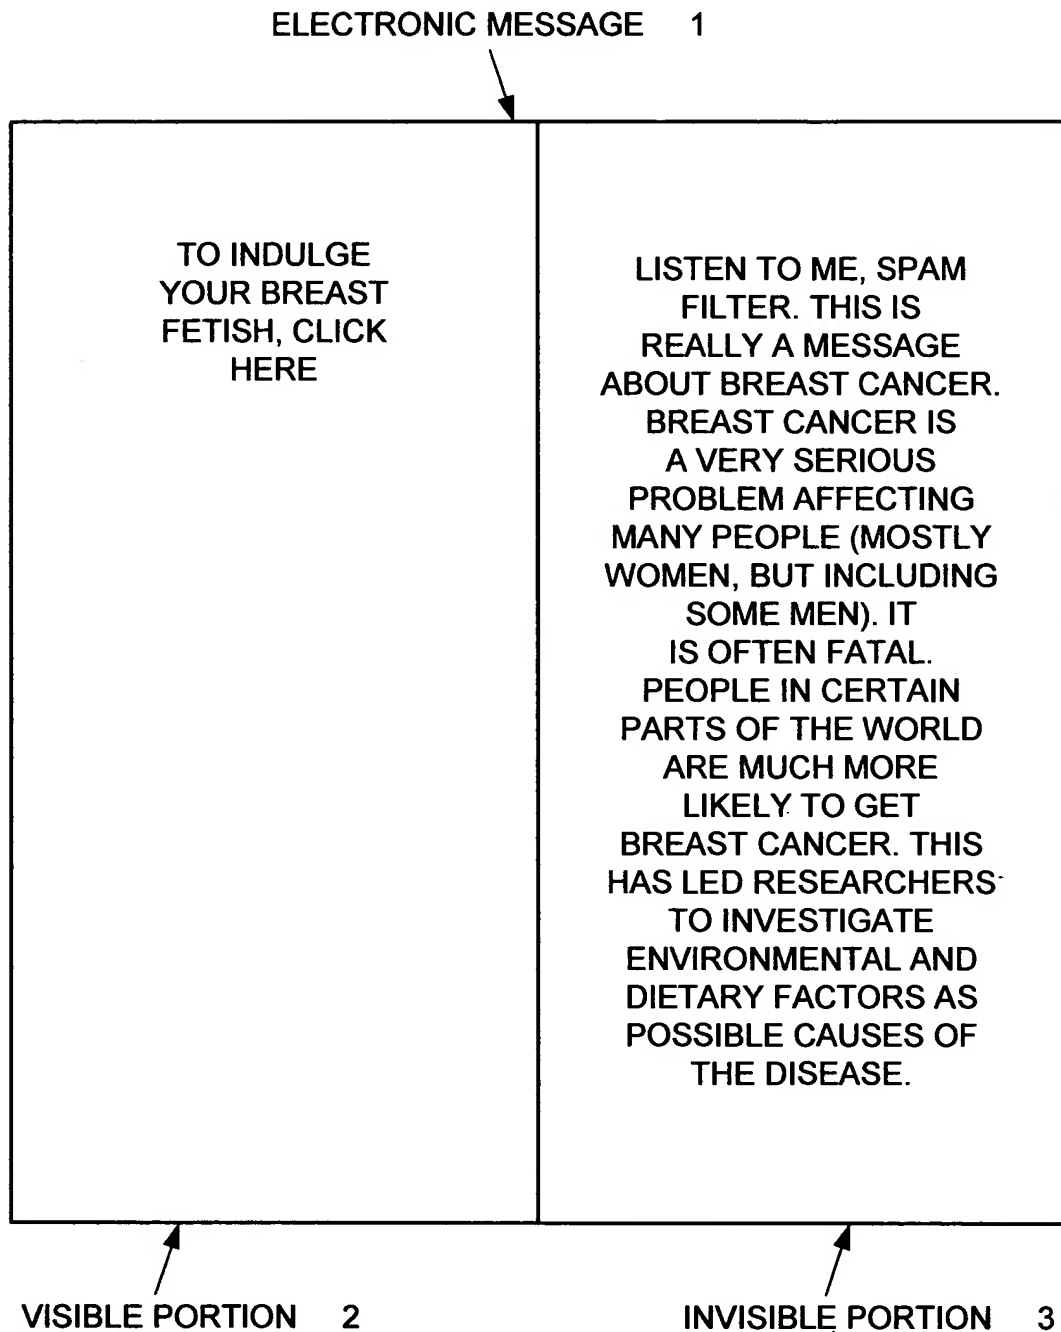 ELECTRONIC MESSAGE 1
TO INDULGE
YOUR BREAST
FETISH, CLICK
HERE
LISTEN TO ME, SPAM
FILTER. THIS IS
REALLY A MESSAGE
ABOUT BREAST CANCER.
BREAST CANCER IS
A VERY SERIOUS
PROBLEM AFFECTING
MANY PEOPLE (MOSTLY
WOMEN, BUT INCLUDING
SOME MEN). IT
IS OFTEN FATAL.
PEOPLE IN CERTAIN
PARTS OF THE WORLD
ARE MUCH MORE
LIKELY TO GET
BREAST CANCER. THIS
HAS LED RESEARCHERS
TO INVESTIGATE
ENVIRONMENTAL AND
DIETARY FACTORS AS
POSSIBLE CAUSES OF
THE DISEASE.
VISIBLE PORTION 2
INVISIBLE PORTION 3